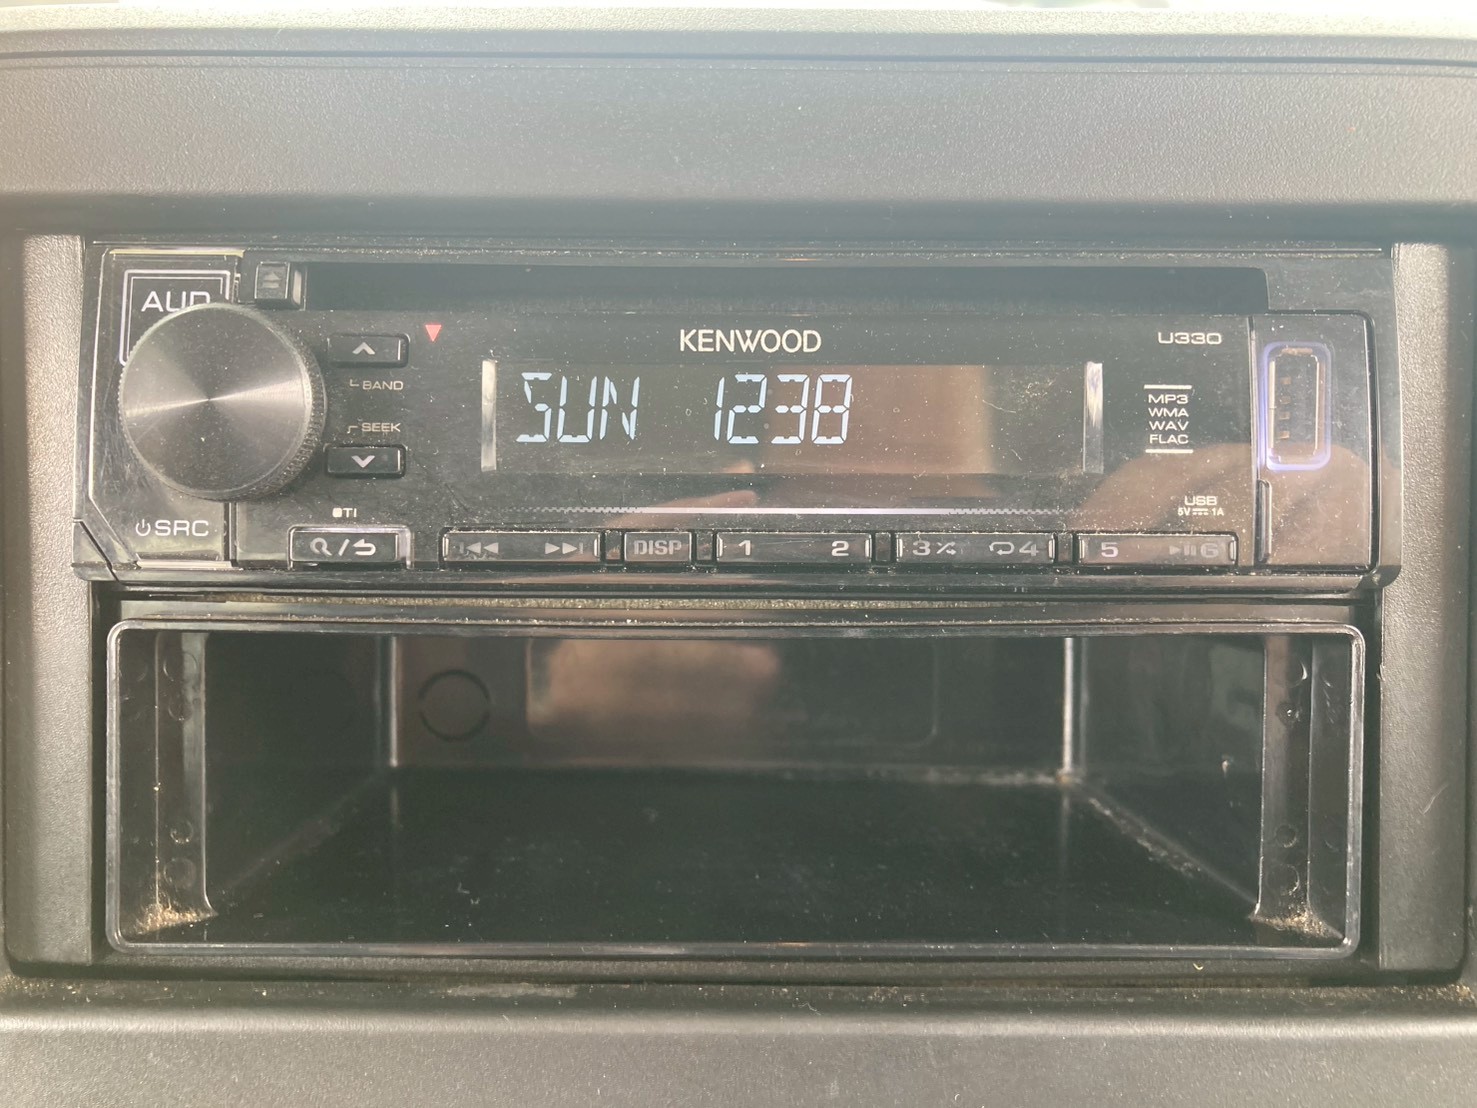 AUD
KENWOOD
U330
BAND
SUN 1238
MP3
WMA
WAV
FLAC
SEEK
SRC
TI
USB
5V 1A
DISP
1 2
3 4
5 6